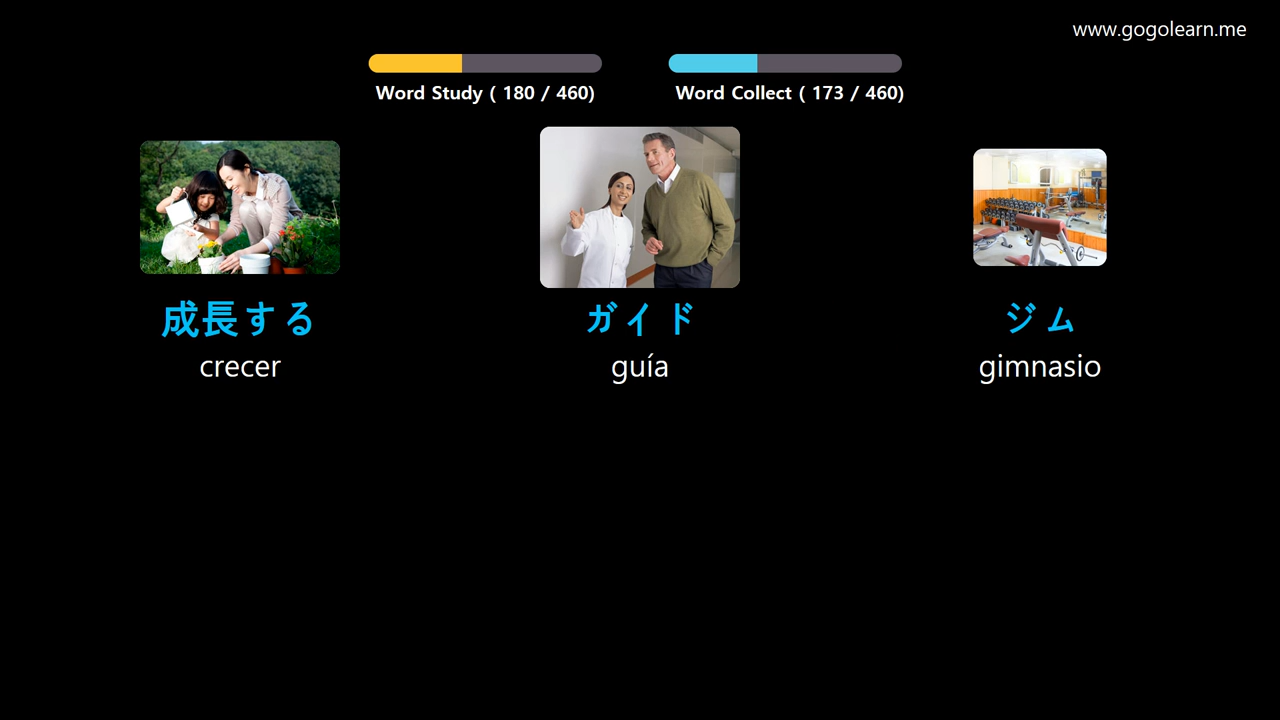 www.gogolearn.me
Word Study ( 180 / 460)
Word Collect ( 173 / 460)
成長する
ガイド
ジム
crecer
guía
gimnasio